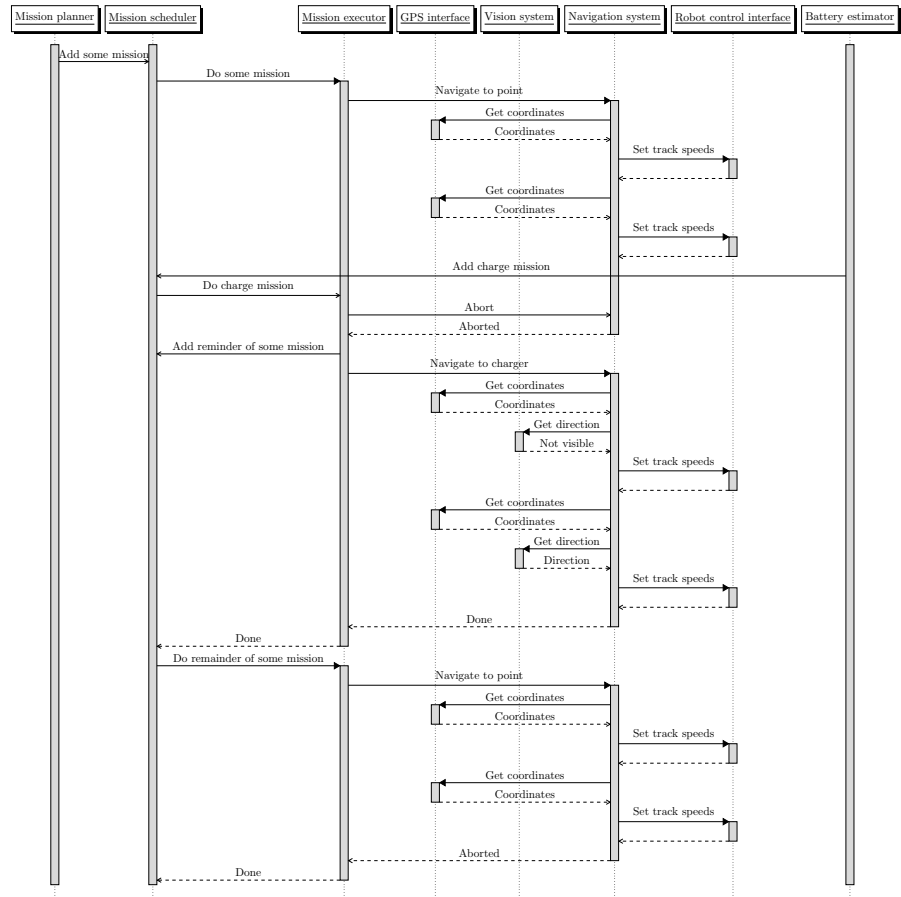 Mission planner
Mission scheduler
Mission executor
GPS interface
Vision system
Navigation system
Robot control interface
Battery estimator
Add some mission
Do some mission
Navigate to point
Get coordinates
Coordinates
Set track speeds
Get coordinates
Coordinates
Set track speeds
Add charge mission
Do charge mission
Abort
Aborted
Add reminder of some mission
Navigate to charger
Get coordinates
Coordinates
Get direction
Not visible
Set track speeds
Get coordinates
Coordinates
Get direction
Direction
Set track speeds
Done
Done
Do remainder of some mission
Navigate to point
Get coordinates
Coordinates
Set track speeds
Get coordinates
Coordinates
Set track speeds
Aborted
Done